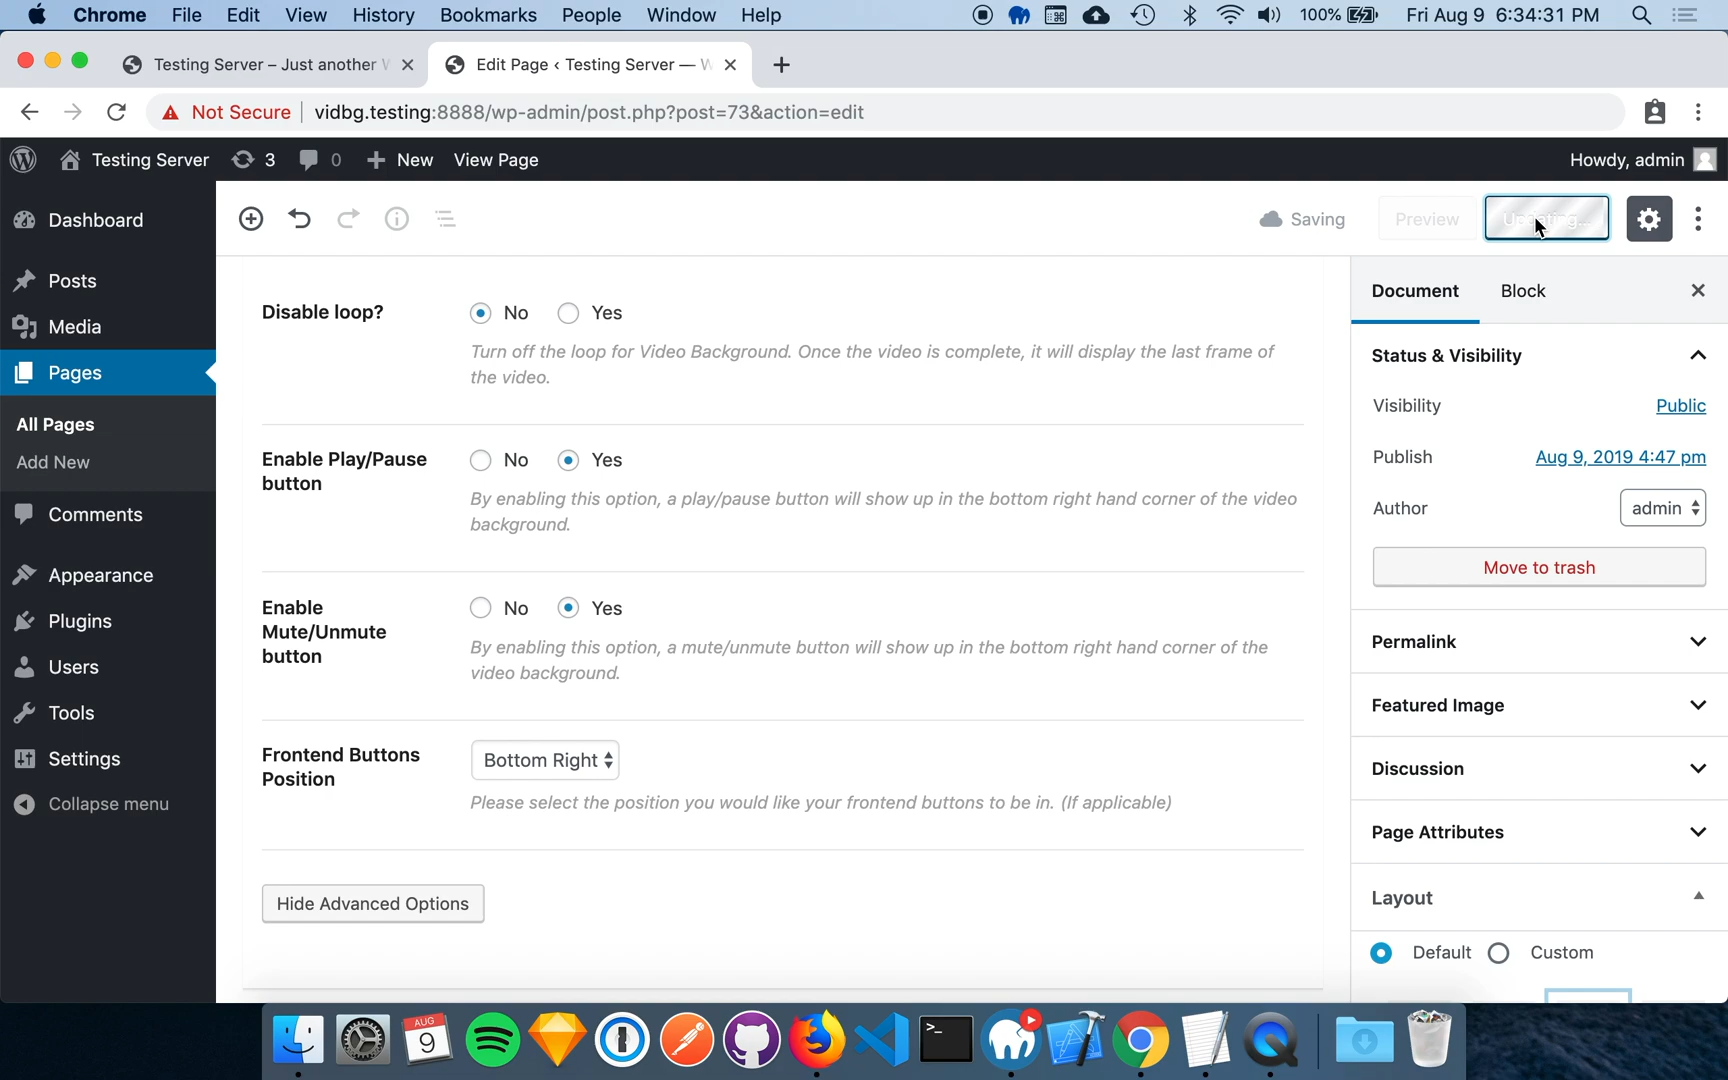 Chrome File Edit View History Bookmarks People Window Help 100% Fri Aug 9 6:34:31 PM
Testing Server – Just another Edit Page ‹ Testing Server —
Not Secure vidbg.testing:8888/wp-admin/post.php?post=73&action=edit
Testing Server 3 0 New View Page Howdy, admin
Dashboard
Posts
Media
Pages
All Pages
Add New
Comments
Appearance
Plugins
Users
Tools
Settings
Collapse menu
Saving Preview Updating...
Disable loop? No Yes
Turn off the loop for Video Background. Once the video is complete, it will display the last frame of
the video.
Enable Play/Pause
button
No Yes
By enabling this option, a play/pause button will show up in the bottom right hand corner of the video
background.
Enable
Mute/Unmute
button
No Yes
By enabling this option, a mute/unmute button will show up in the bottom right hand corner of the
video background.
Frontend Buttons
Position
Bottom Right
Please select the position you would like your frontend buttons to be in. (If applicable)
Hide Advanced Options
Document Block
Status & Visibility
Visibility Public
Publish Aug 9, 2019 4:47 pm
Author admin
Move to trash
Permalink
Featured Image
Discussion
Page Attributes
Layout
Default Custom
AUG
9